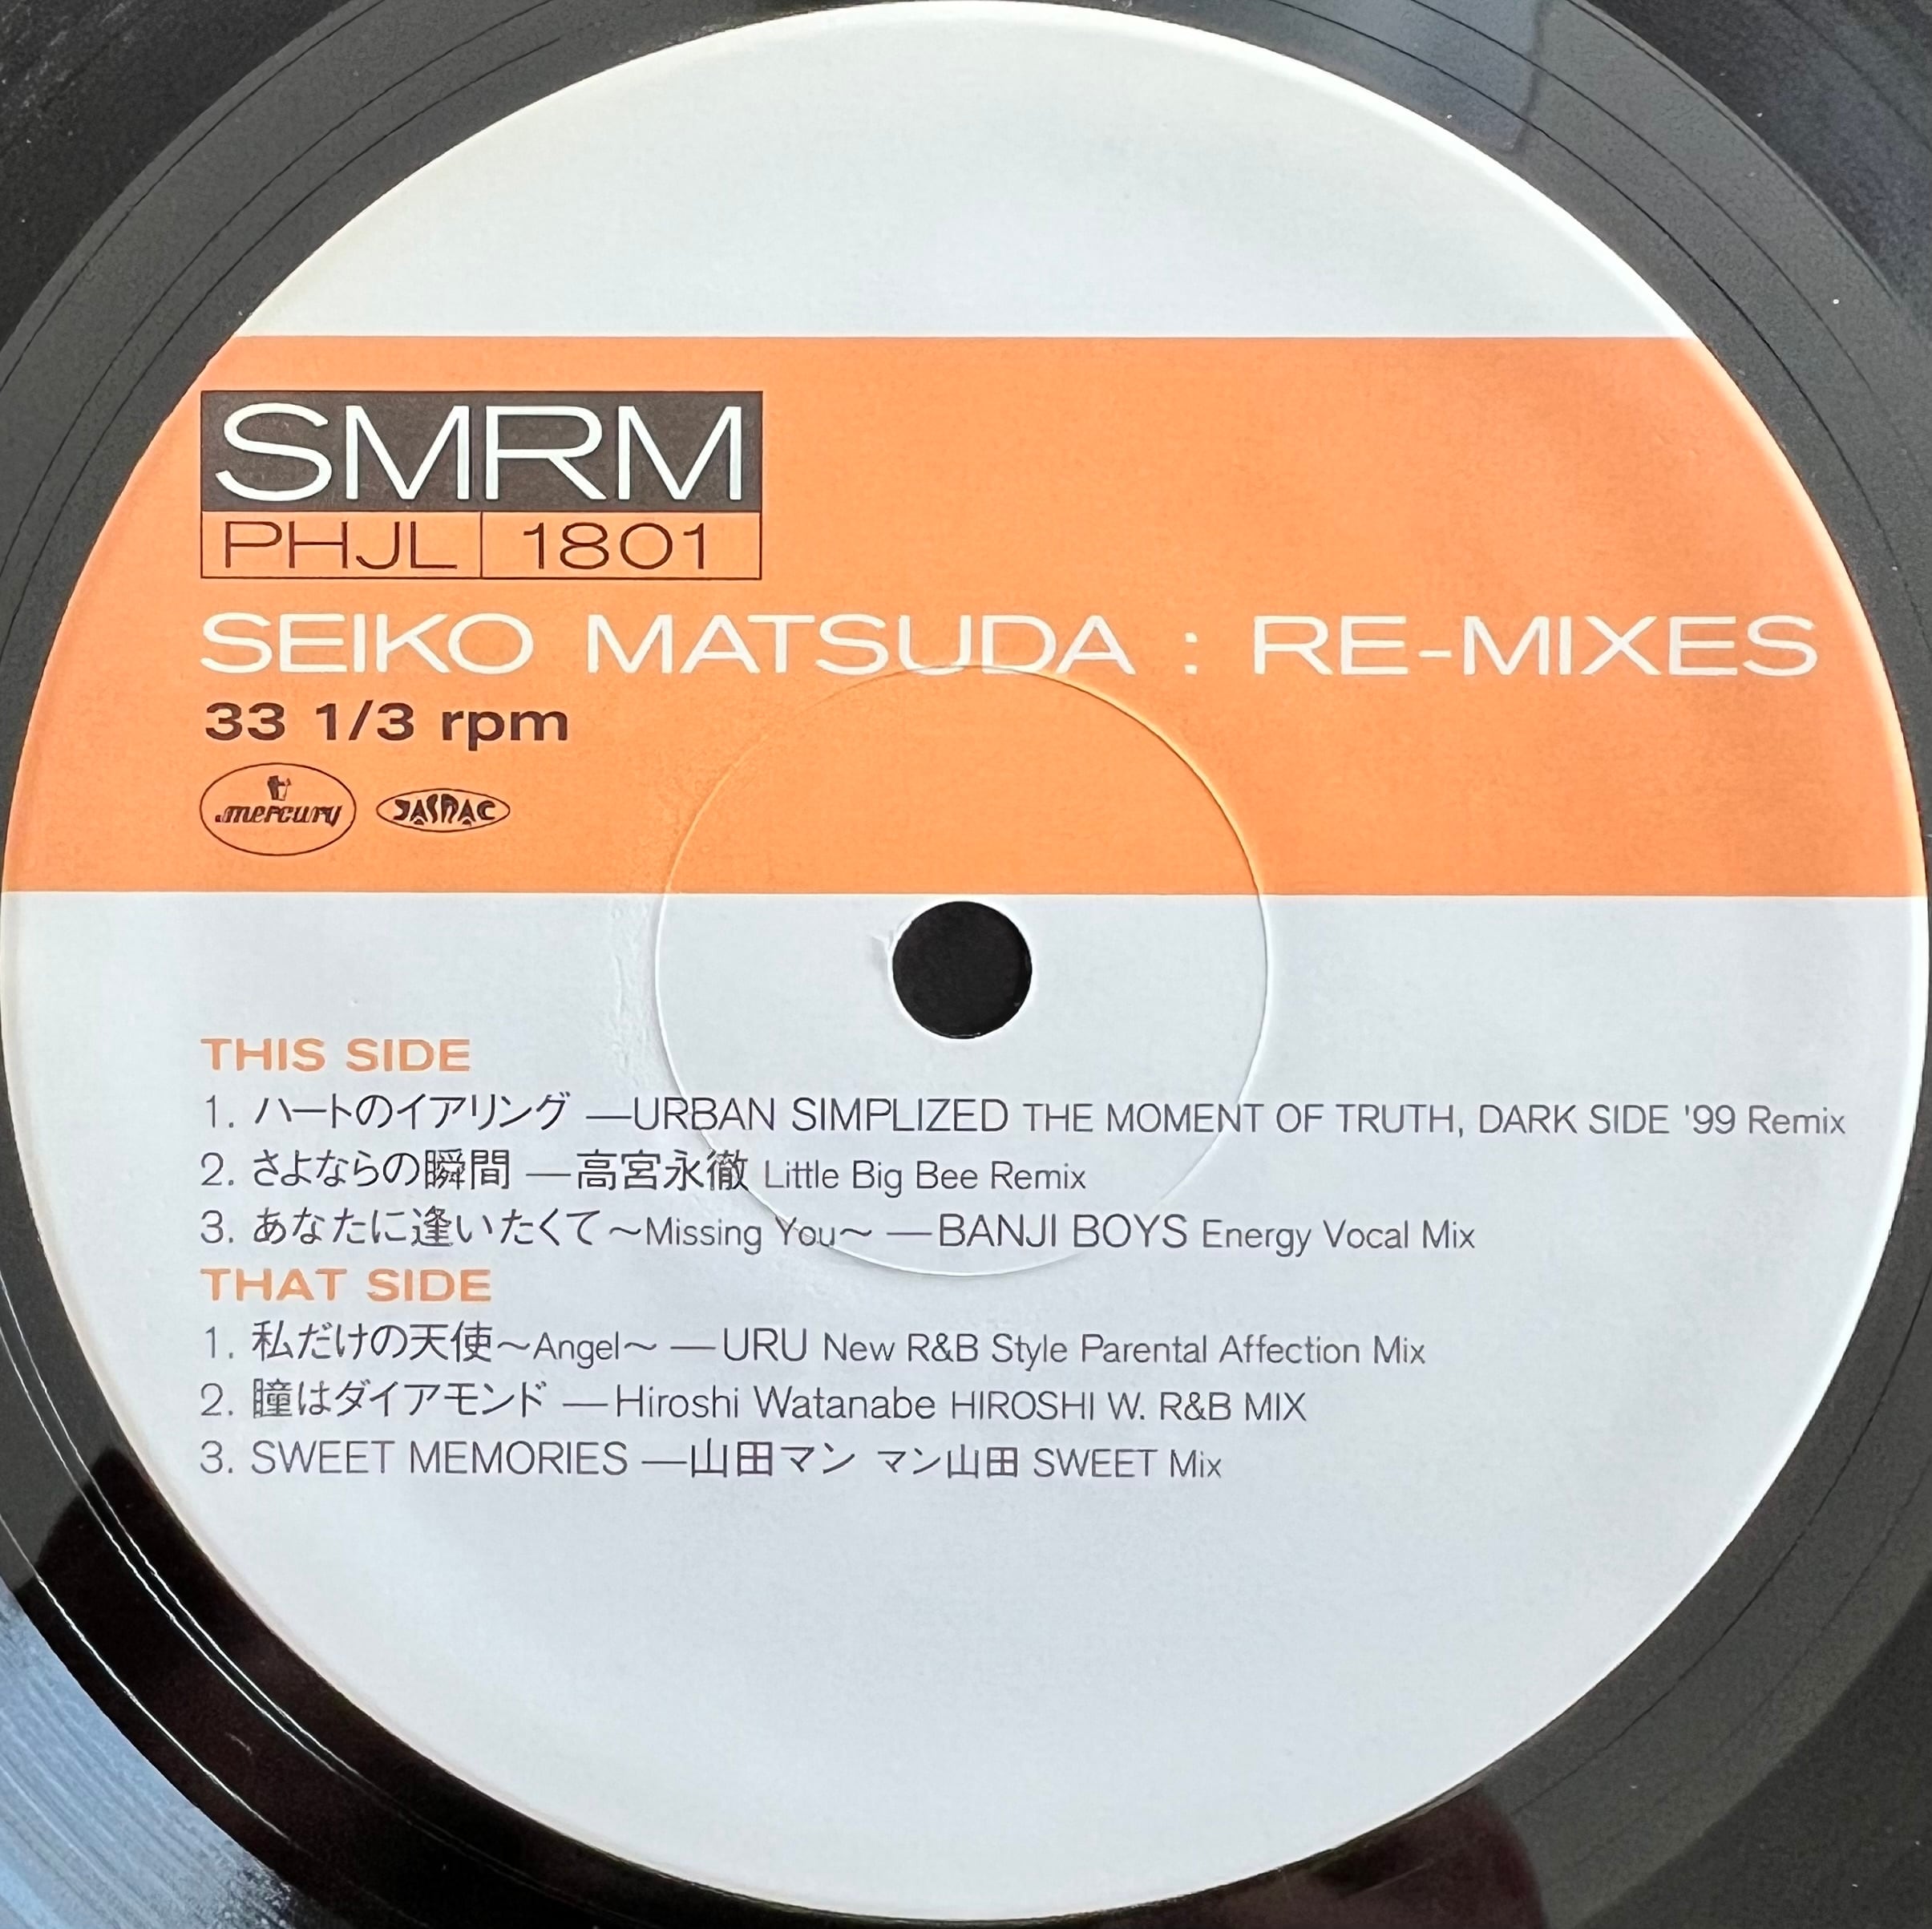 SMRM
PHJL 1801
SEIKO MATSUDA : RE-MIXES
33 1/3 rpm
mercury JASRAC
THIS SIDE
1. ハートのイアリング —URBAN SIMPLIZED THE MOMENT OF TRUTH, DARK SIDE '99 Remix
2. さよならの瞬間 —高宮永徹 Little Big Bee Remix
3. あなたに逢いたくて～Missing You～ —BANJI BOYS Energy Vocal Mix
THAT SIDE
1. 私だけの天使～Angel～ —URU New R&B Style Parental Affection Mix
2. 瞳はダイアモンド —Hiroshi Watanabe HIROSHI W. R&B MIX
3. SWEET MEMORIES —山田マン マン山田 SWEET Mix